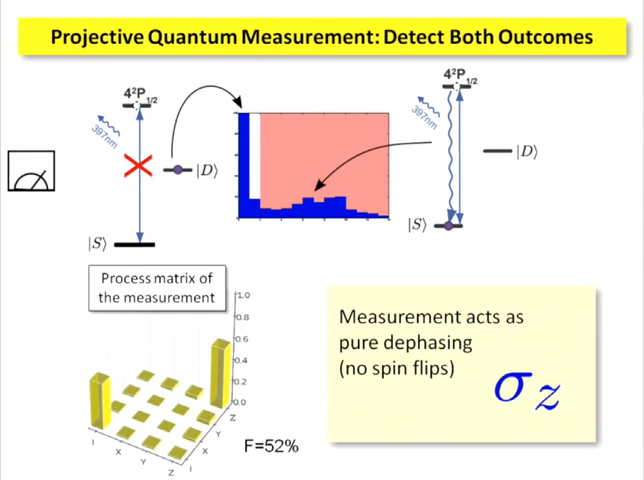 Projective Quantum Measurement: Detect Both Outcomes
4²P1/2
397nm
|D⟩
|S⟩
4²P1/2
397nm
|D⟩
|S⟩
Process matrix of
the measurement
1.0
0.8
0.6
0.4
0.2
0.0
I
X
Y
Z
I
X
Y
Z
F=52%
Measurement acts as
pure dephasing
(no spin flips)
σz